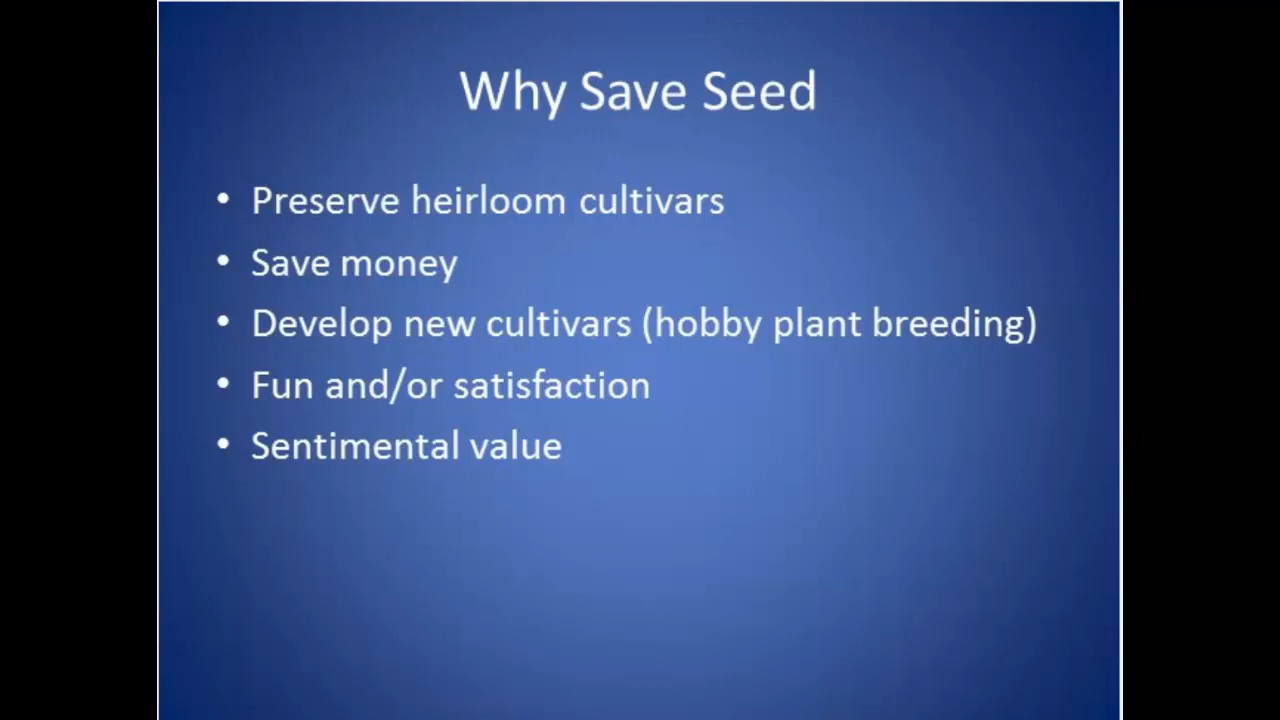 Why Save Seed
• Preserve heirloom cultivars
• Save money
• Develop new cultivars (hobby plant breeding)
• Fun and/or satisfaction
• Sentimental value